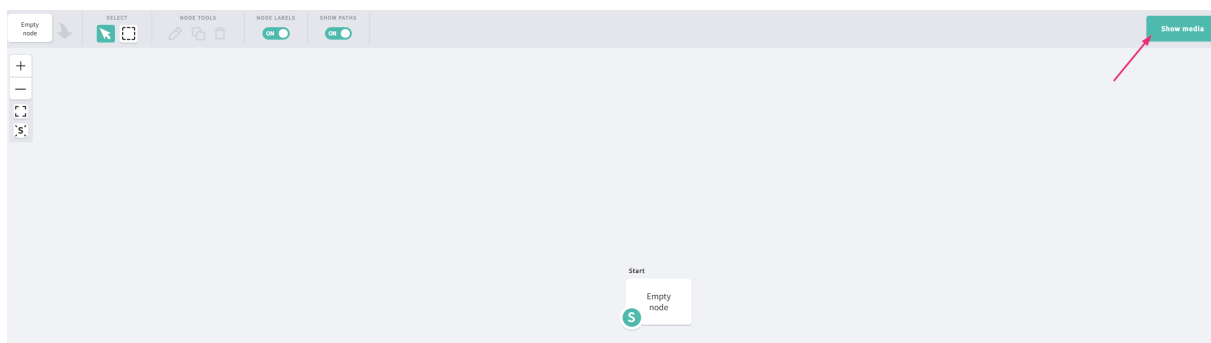 Empty
node
SELECT
NODE TOOLS
NODE LABELS
SHOW PATHS
ON
ON
Show media
S
Start
Empty
node
S